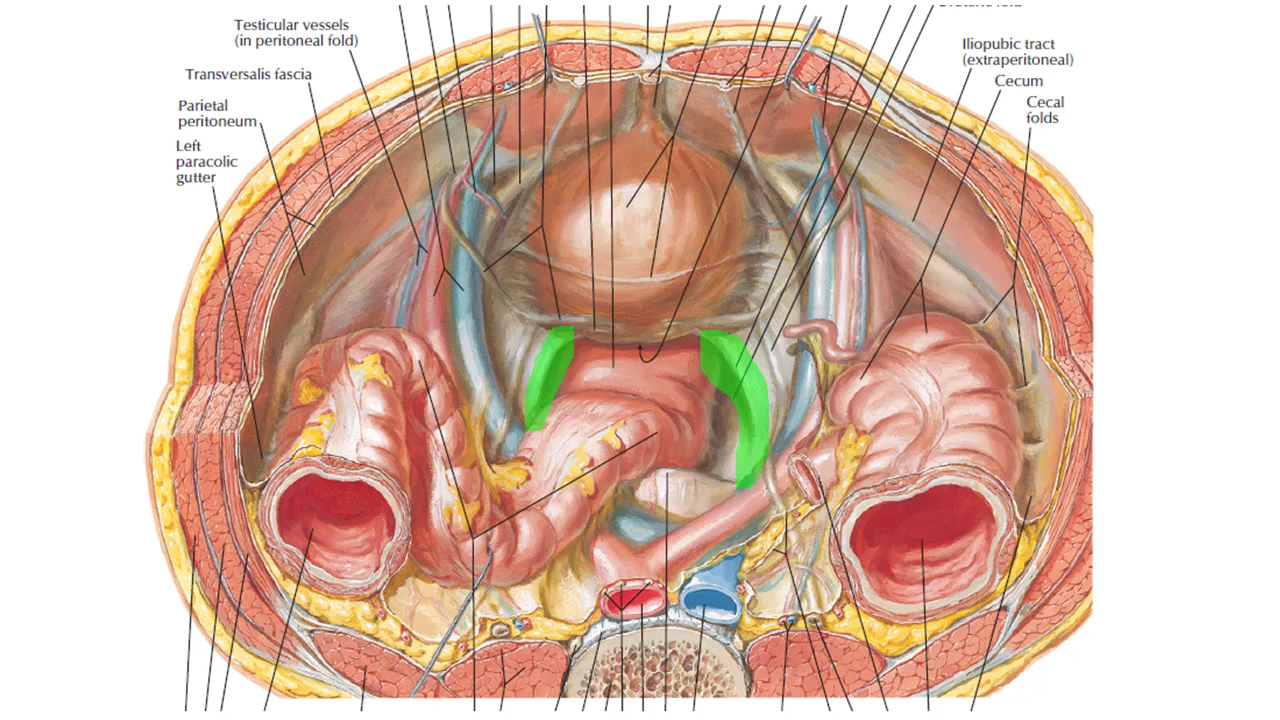 Testicular vessels
(in peritoneal fold)
Transversalis fascia
Parietal
peritoneum
Left
paracolic
gutter
Iliopubic tract
(extraperitoneal)
Cecum
Cecal
folds